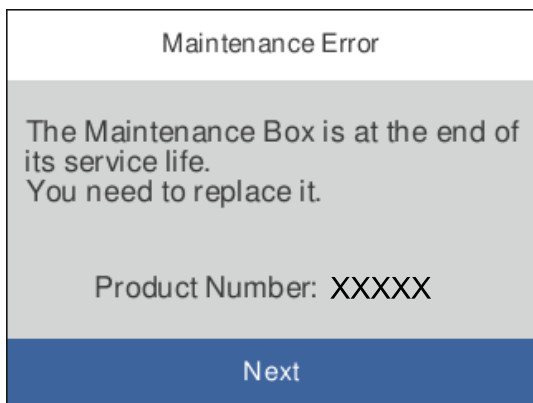 Maintenance Error
The Maintenance Box is at the end of
its service life.
You need to replace it.
Product Number: XXXXX
Next